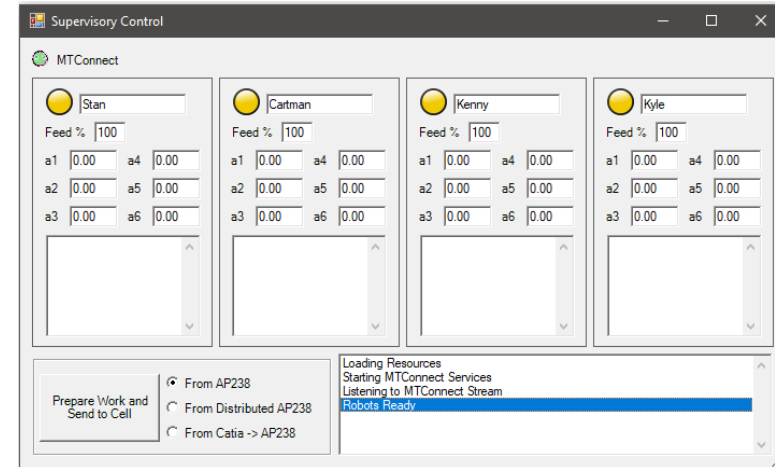 Supervisory Control
MTConnect
Stan
Feed % 100
a1 0.00 a4 0.00
a2 0.00 a5 0.00
a3 0.00 a6 0.00
Cartman
Feed % 100
a1 0.00 a4 0.00
a2 0.00 a5 0.00
a3 0.00 a6 0.00
Kenny
Feed % 100
a1 0.00 a4 0.00
a2 0.00 a5 0.00
a3 0.00 a6 0.00
Kyle
Feed % 100
a1 0.00 a4 0.00
a2 0.00 a5 0.00
a3 0.00 a6 0.00
Prepare Work and
Send to Cell
From AP238
From Distributed AP238
From Catia -> AP238
Loading Resources
Starting MTConnect Services
Listening to MTConnect Stream
Robots Ready